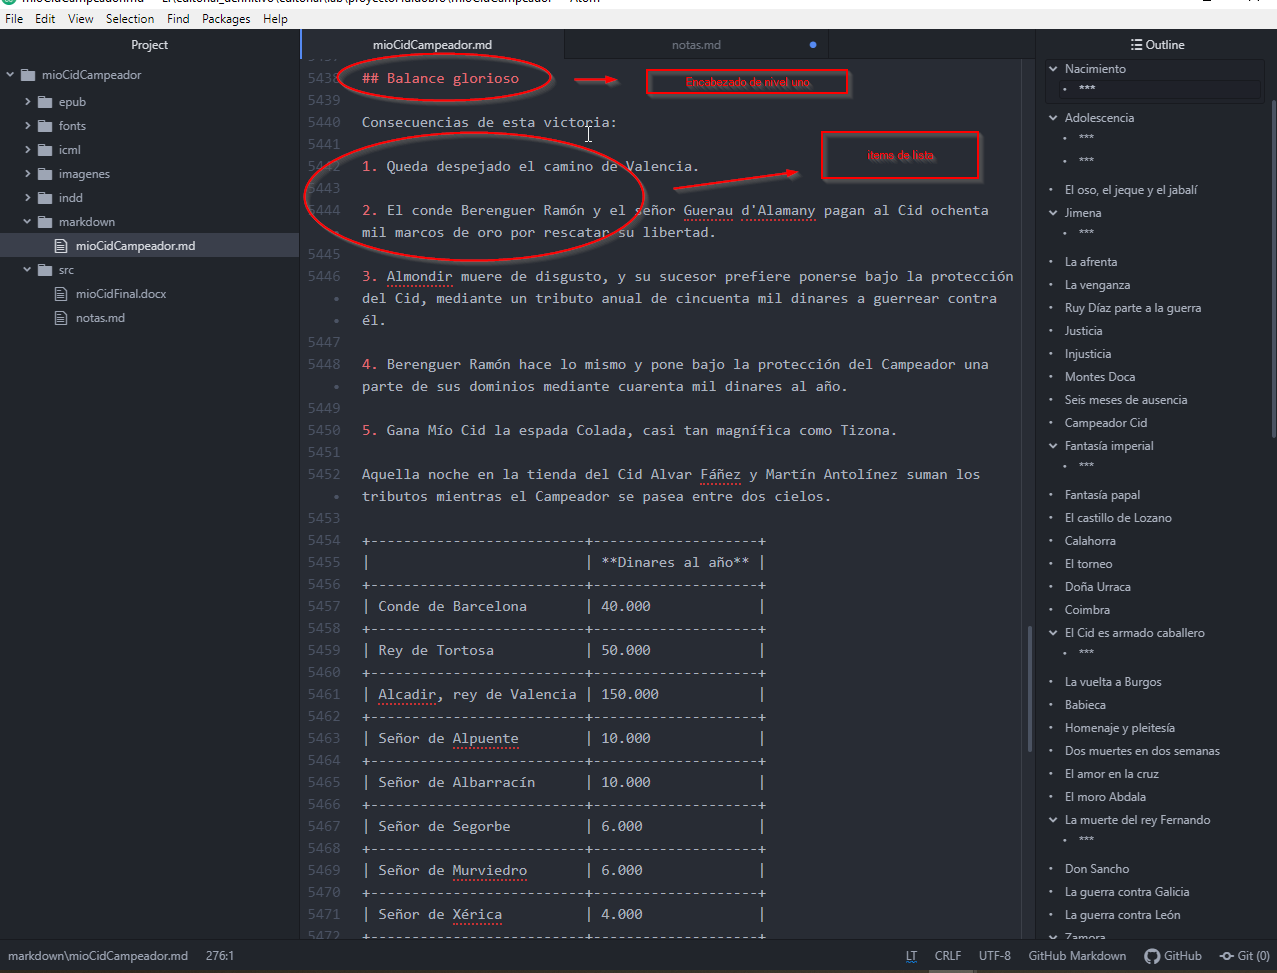 mioCidCampeador.md — E:\editorial_definitivo\editorial\lab\proyectoHaldobro\mioCidCampeador — Atom
File Edit View Selection Find Packages Help
Project
mioCidCampeador
epub
fonts
icml
imagenes
indd
markdown
mioCidCampeador.md
src
mioCidFinal.docx
notas.md
mioCidCampeador.md
notas.md
5438 ## Balance glorioso
Encabezado de nivel uno
5439
5440 Consecuencias de esta victoria:
5441
5442 1. Queda despejado el camino de Valencia.
items de lista
5443
5444 2. El conde Berenguer Ramón y el señor Guerau d'Alamany pagan al Cid ochenta
• mil marcos de oro por rescatar su libertad.
5445
5446 3. Almondir muere de disgusto, y su sucesor prefiere ponerse bajo la protección
• del Cid, mediante un tributo anual de cincuenta mil dinares a guerrear contra
• él.
5447
5448 4. Berenguer Ramón hace lo mismo y pone bajo la protección del Campeador una
• parte de sus dominios mediante cuarenta mil dinares al año.
5449
5450 5. Gana Mío Cid la espada Colada, casi tan magnífica como Tizona.
5451
5452 Aquella noche en la tienda del Cid Alvar Fáñez y Martín Antolínez suman los
• tributos mientras el Campeador se pasea entre dos cielos.
5453
5454 +---------------------------+--------------------+
5455 | | **Dinares al año** |
5456 +---------------------------+--------------------+
5457 | Conde de Barcelona | 40.000 |
5458 +---------------------------+--------------------+
5459 | Rey de Tortosa | 50.000 |
5460 +---------------------------+--------------------+
5461 | Alcadir, rey de Valencia | 150.000 |
5462 +---------------------------+--------------------+
5463 | Señor de Alpuente | 10.000 |
5464 +---------------------------+--------------------+
5465 | Señor de Albarracín | 10.000 |
5466 +---------------------------+--------------------+
5467 | Señor de Segorbe | 6.000 |
5468 +---------------------------+--------------------+
5469 | Señor de Murviedro | 6.000 |
5470 +---------------------------+--------------------+
5471 | Señor de Xérica | 4.000 |
5472 +---------------------------+--------------------+
Outline
Nacimiento
• ***
Adolescencia
• ***
• ***
• El oso, el jeque y el jabalí
Jimena
• ***
• La afrenta
• La venganza
• Ruy Díaz parte a la guerra
• Justicia
• Injusticia
• Montes Doca
• Seis meses de ausencia
• Campeador Cid
Fantasía imperial
• ***
• Fantasía papal
• El castillo de Lozano
• Calahorra
• El torneo
• Doña Urraca
• Coimbra
El Cid es armado caballero
• ***
• La vuelta a Burgos
• Babieca
• Homenaje y pleitesía
• Dos muertes en dos semanas
• El amor en la cruz
• El moro Abdala
La muerte del rey Fernando
• ***
• Don Sancho
• La guerra contra Galicia
• La guerra contra León
Zamora
markdown\mioCidCampeador.md 276:1
LT CRLF UTF-8 GitHub Markdown GitHub Git (0)